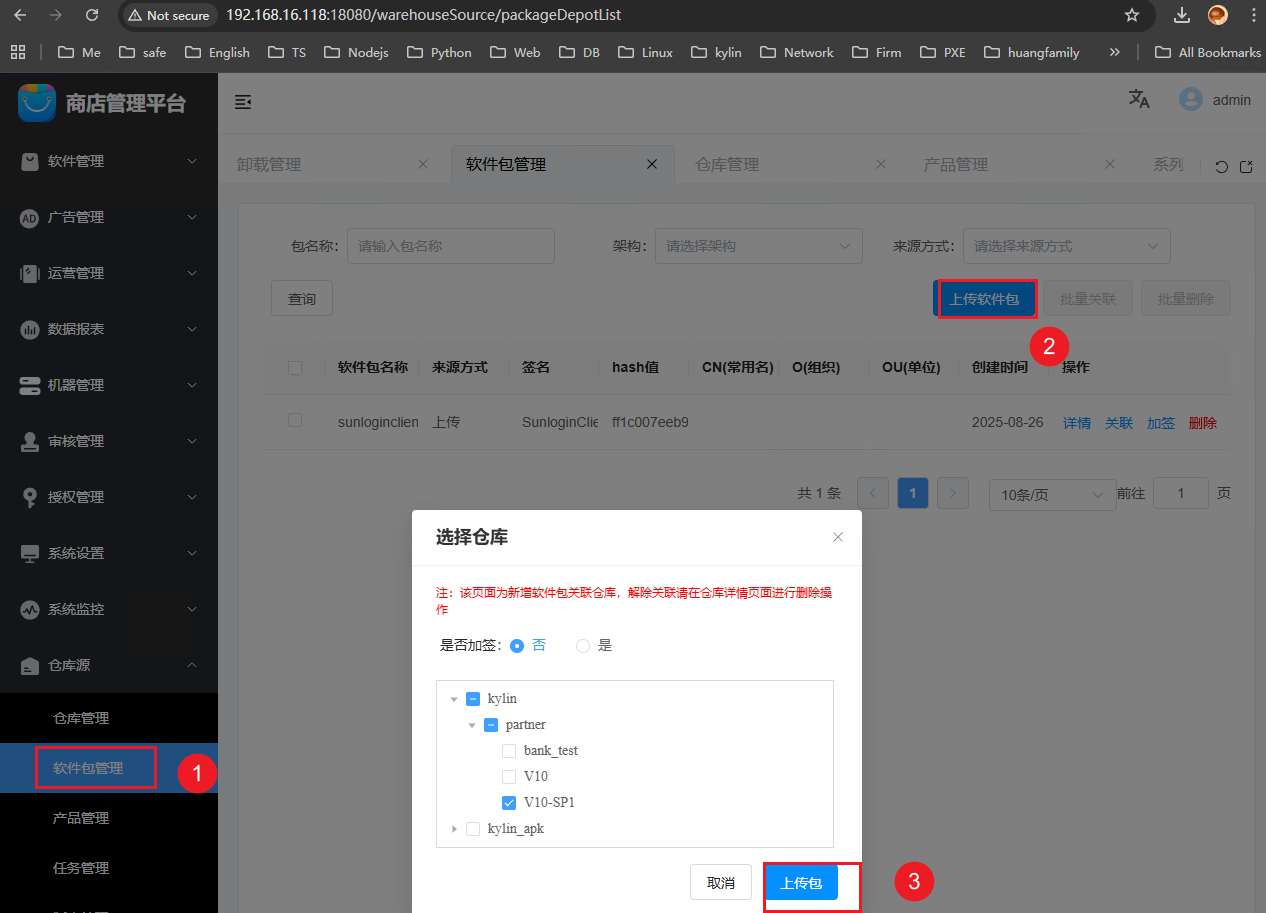 Not secure 192.168.16.118:18080/warehouseSource/packageDepotList
Me safe English TS Nodejs Python Web DB Linux kylin Network Firm PXE huangfamily » All Bookmarks
商店管理平台
admin
软件管理
广告管理
运营管理
数据报表
机器管理
审核管理
授权管理
系统设置
系统监控
仓库源
仓库管理
软件包管理
1
产品管理
任务管理
卸载管理 软件包管理 仓库管理 产品管理 系列
包名称: 请输入包名称 架构: 请选择架构 来源方式: 请选择来源方式
查询 上传软件包 批量关联 批量删除
2
软件包名称 来源方式 签名 hash值 CN(常用名) O(组织) OU(单位) 创建时间 操作
sunloginclien 上传 SunloginClie ff1c007eeb9 2025-08-26 详情 关联 加签 删除
共 1 条 1 10条/页 前往 1 页
选择仓库
注：该页面为新增软件包关联仓库，解除关联请在仓库详情页面进行删除操
作
是否加签: 否 是
kylin
partner
bank_test
V10
V10-SP1
kylin_apk
取消 上传包
3